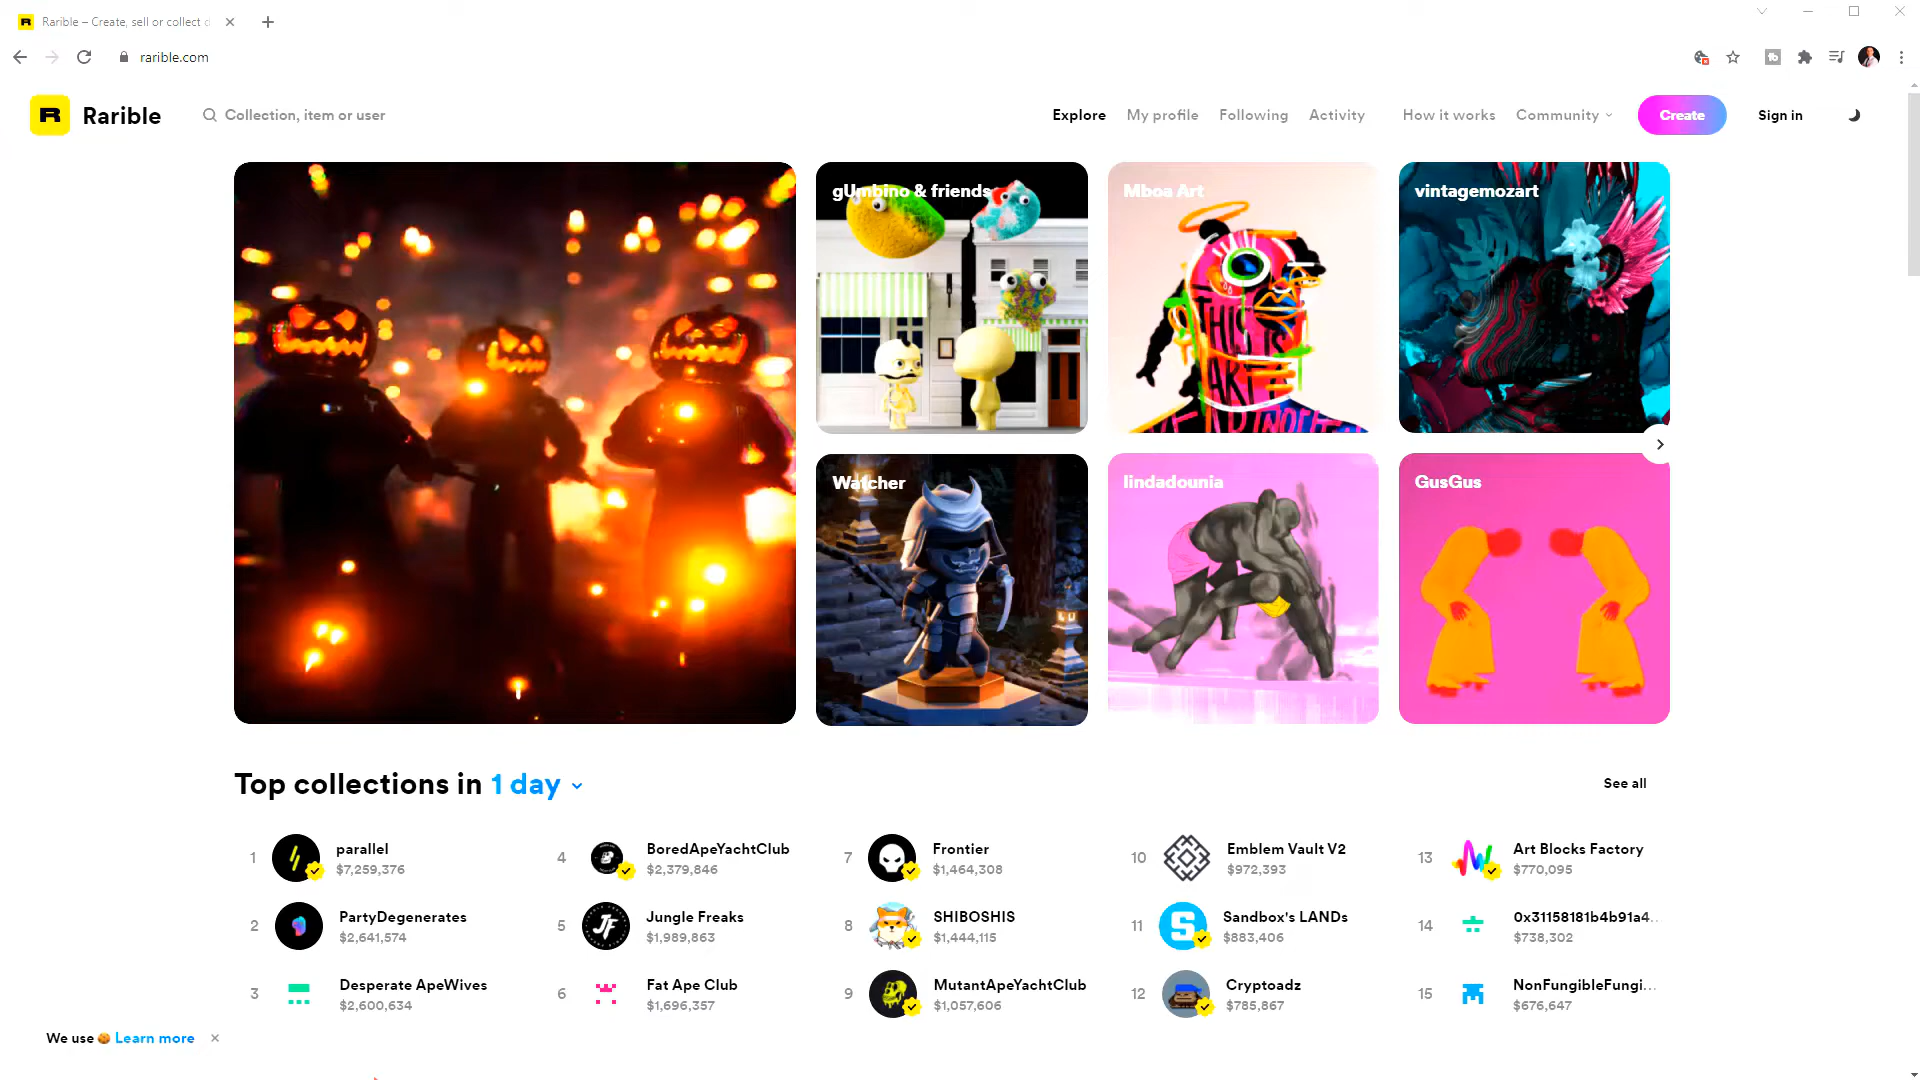 Rarible – Create, sell or collect d
rarible.com
Rarible
Collection, item or user
Explore
My profile
Following
Activity
How it works
Community
Create
Sign in
gUmbino & friends
Mboa Art
vintagemozart
THIS IS
ART
Watcher
lindadounia
GusGus
Top collections in 1 day
See all
1
parallel
$7,259,376
4
BoredApeYachtClub
$2,379,846
7
Frontier
$1,464,308
10
Emblem Vault V2
$972,393
13
Art Blocks Factory
$770,095
2
PartyDegenerates
$2,641,574
5
JF
Jungle Freaks
$1,989,863
8
SHIBOSHIS
$1,444,115
11
S
Sandbox's LANDs
$883,406
14
0x31158181b4b91a4...
$738,302
3
Desperate ApeWives
$2,600,634
6
Fat Ape Club
$1,696,357
9
MutantApeYachtClub
$1,057,606
12
Cryptoadz
$785,867
15
NonFungibleFungi...
$676,647
We use 🍪 Learn more